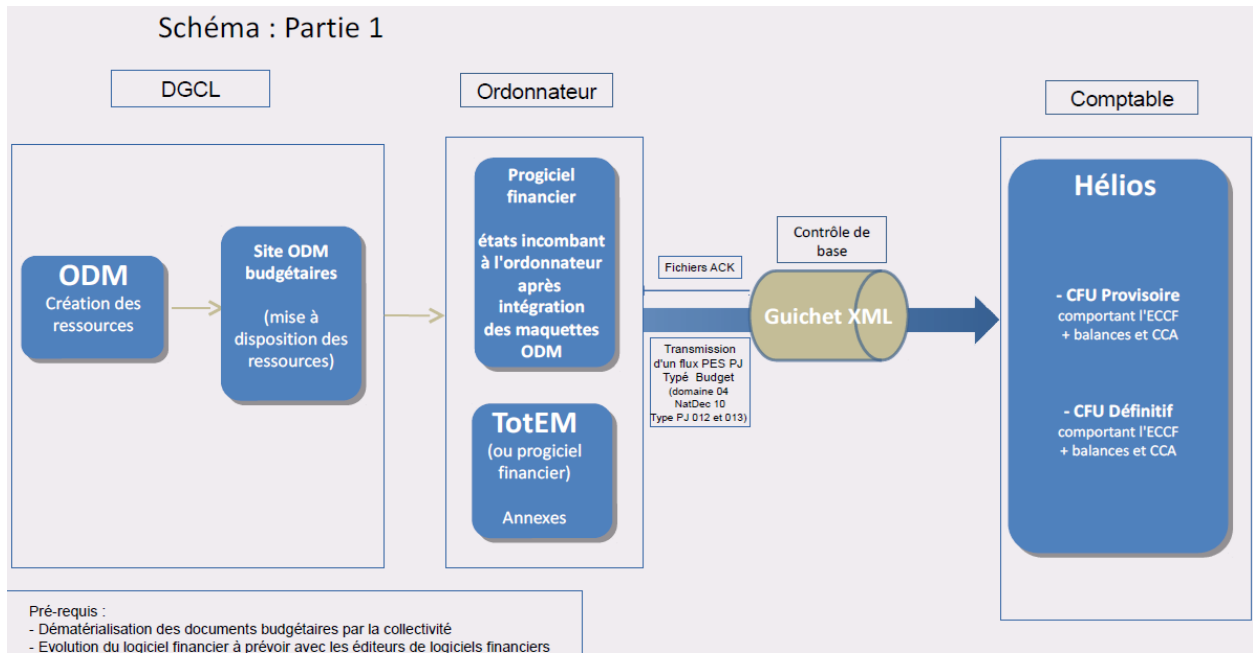 Schéma : Partie 1
DGCL
Ordonnateur
Comptable
ODM
Création des
ressources
Site ODM
budgétaires
(mise à
disposition des
ressources)
Progiciel
financier
états incombant
à l'ordonnateur
après
intégration
des maquettes
ODM
TotEM
(ou progiciel
financier)
Annexes
Fichiers ACK
Transmission
d'un flux PES PJ
Typé Budget
(domaine 04
NatDec 10
Type PJ 012 et 013)
Contrôle de
base
Guichet XML
Hélios
- CFU Provisoire
comportant l'ECCF
+ balances et CCA
- CFU Définitif
comportant l'ECCF
+ balances et CCA
Pré-requis :
- Dématérialisation des documents budgétaires par la collectivité
- Evolution du logiciel financier à prévoir avec les éditeurs de logiciels financiers